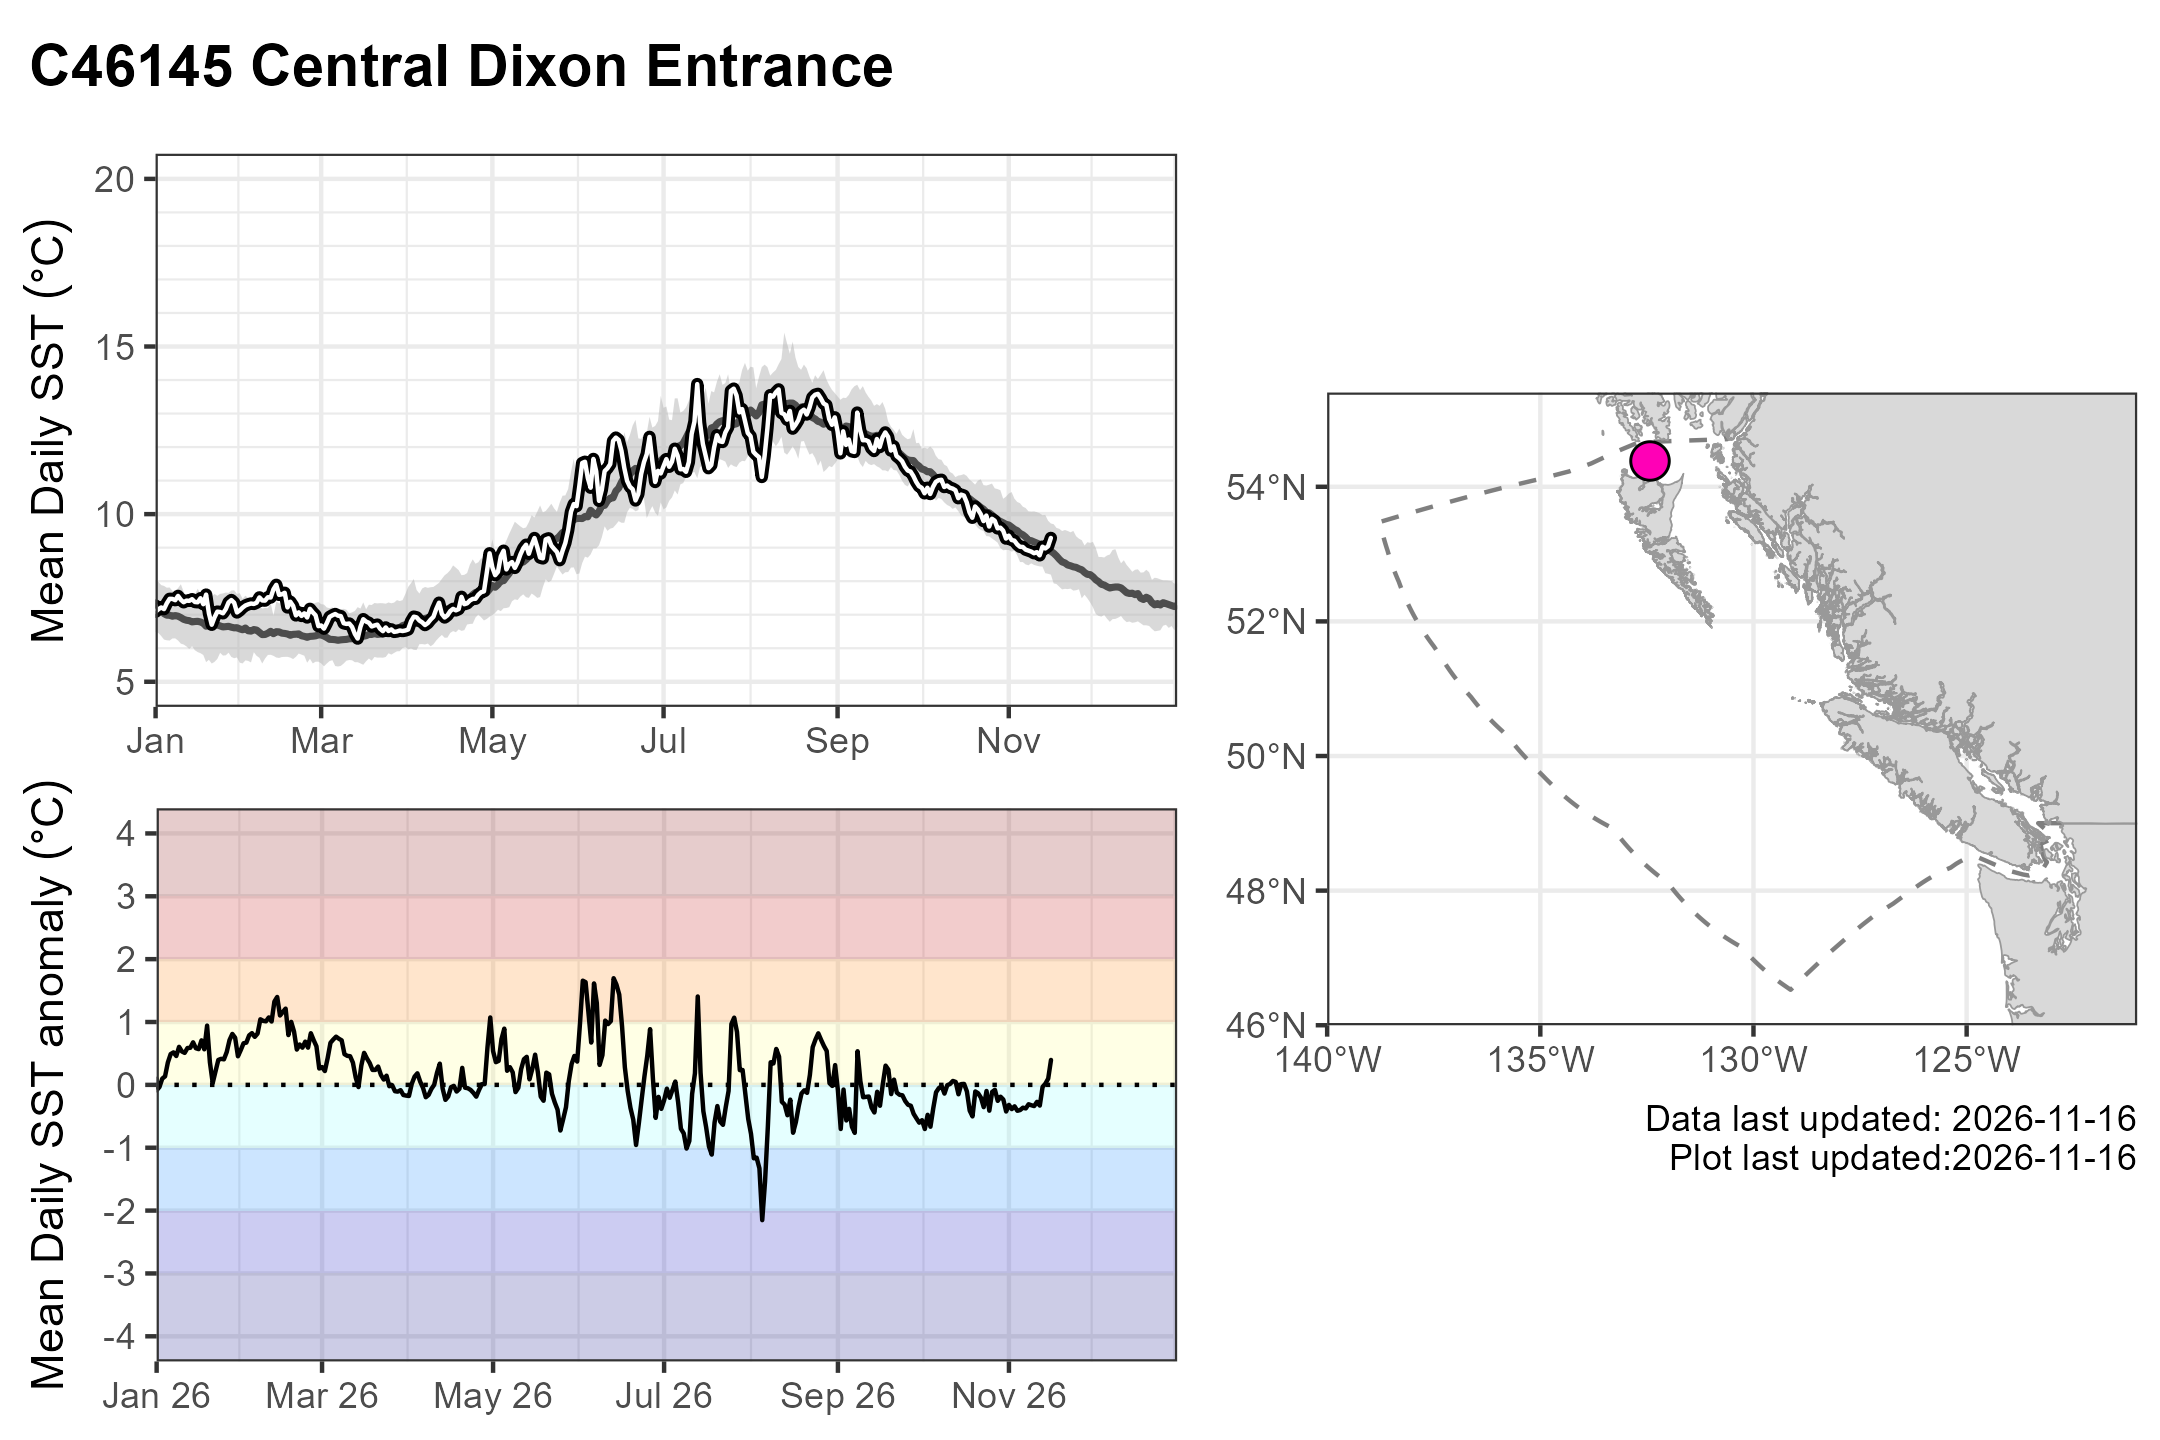 C46145 Central Dixon Entrance
Mean Daily SST (°C)
20
15
10
5
Jan Mar May Jul Sep Nov
Mean Daily SST anomaly (°C)
4
3
2
1
0
-1
-2
-3
-4
Jan 26 Mar 26 May 26 Jul 26 Sep 26 Nov 26
54°N
52°N
50°N
48°N
46°N
140°W 135°W 130°W 125°W
Data last updated: 2026-11-16
Plot last updated:2026-11-16